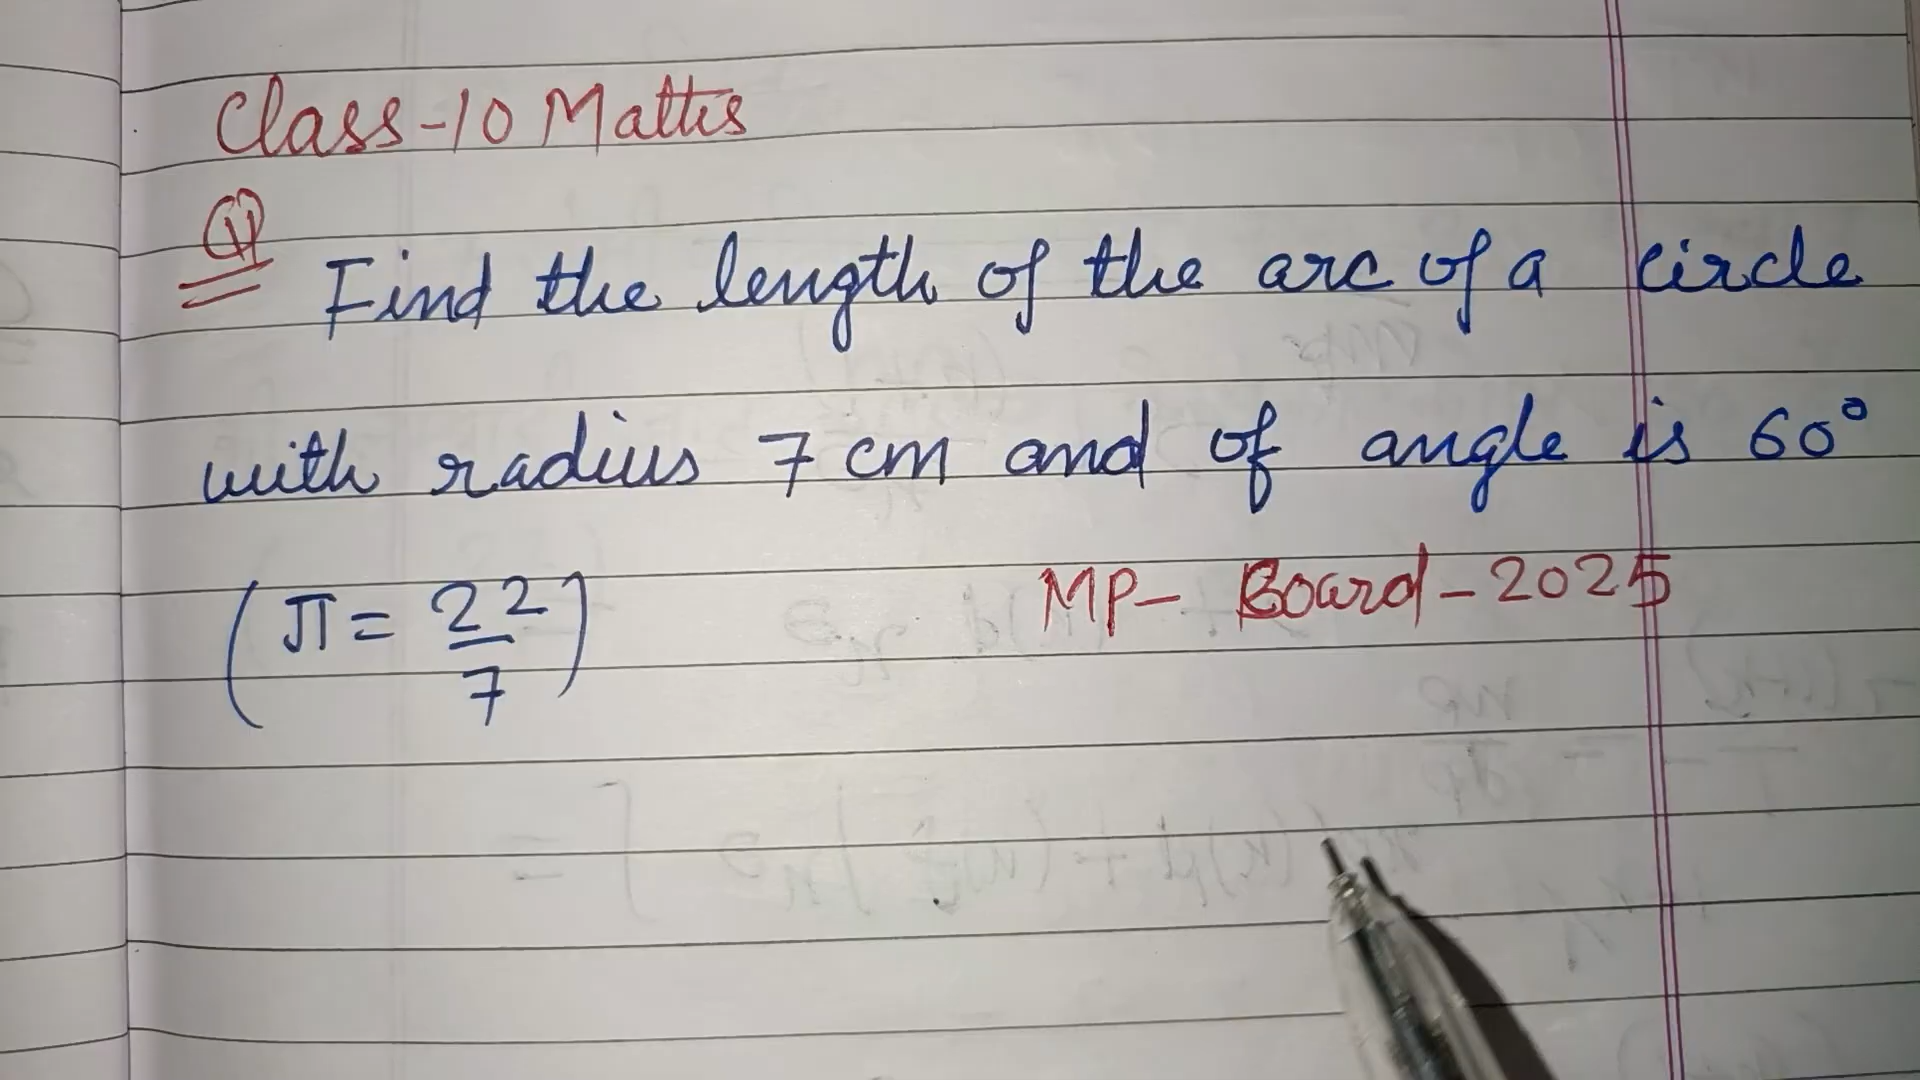 Class-10 Maths
Q1
Find the length of the arc of a circle
with radius 7 cm and of angle is 60°
(π = 22/7)
MP- Board-2025